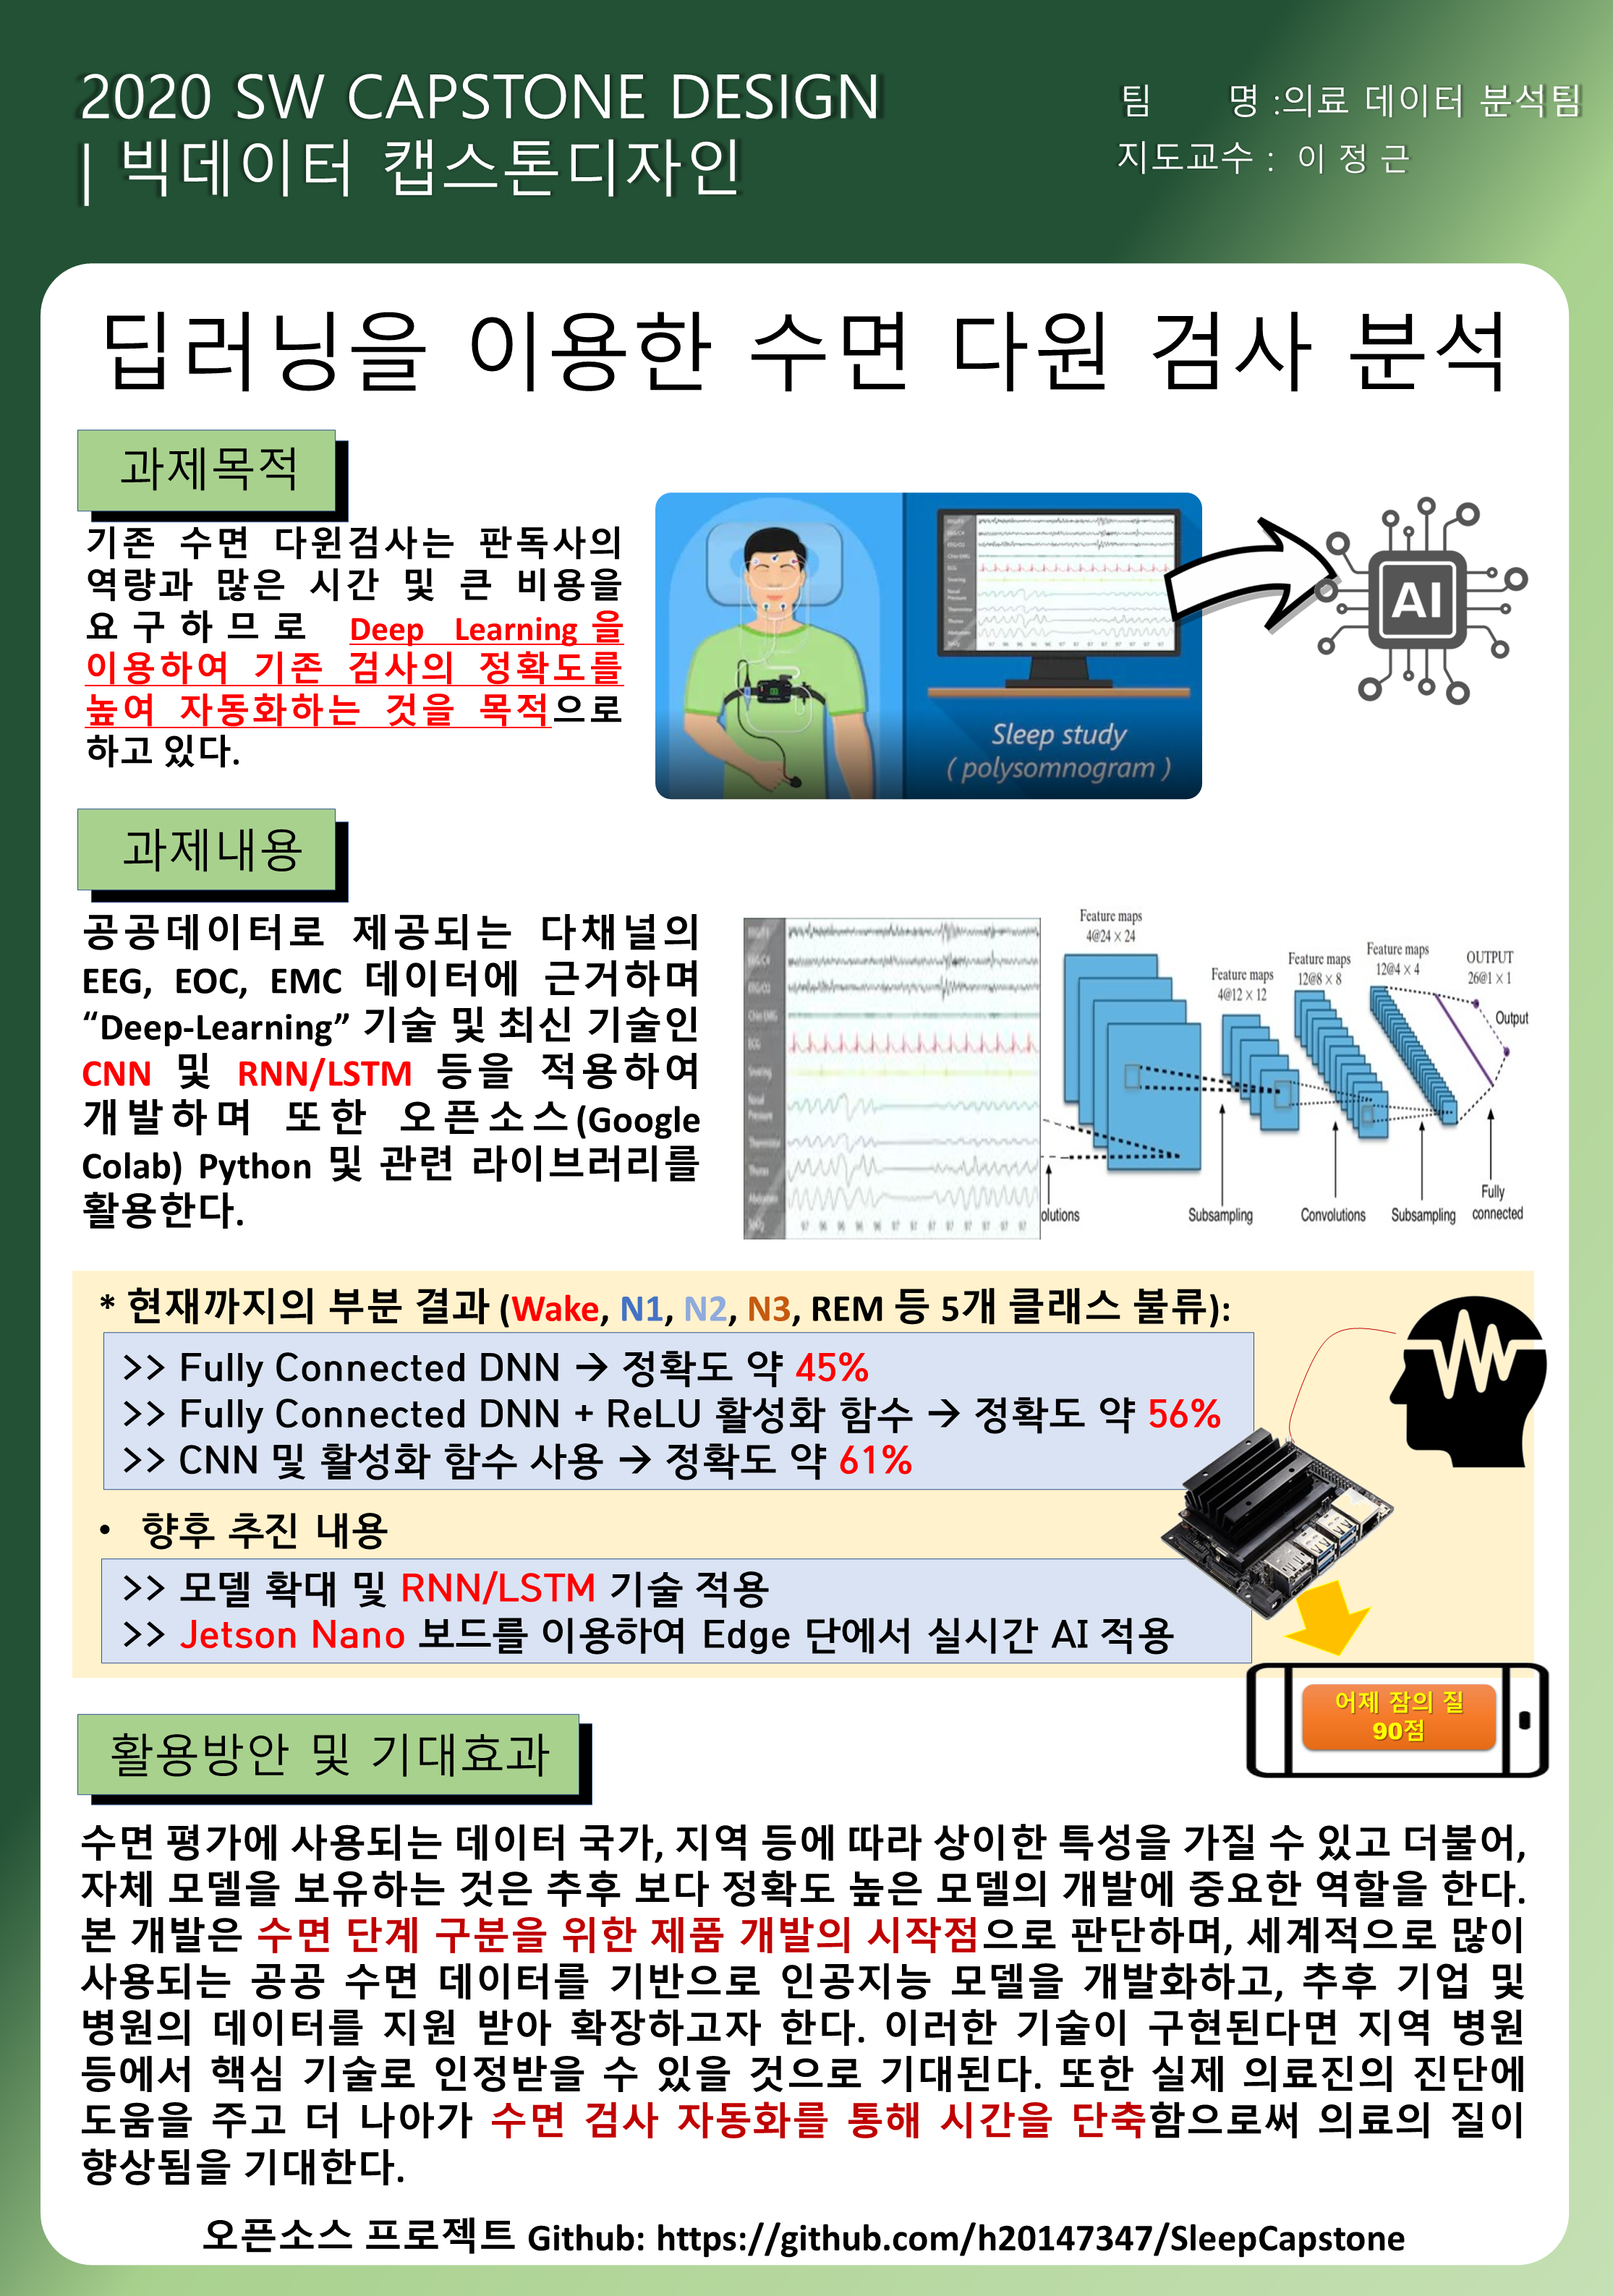 2020 SW CAPSTONE DESIGN
| 빅데이터 캡스톤디자인
팀 명 :의료 데이터 분석팀
지도교수 : 이 정 근
딥러닝을 이용한 수면 다원 검사 분석
과제목적
기존 수면 다원검사는 판독사의
역량과 많은 시간 및 큰 비용을
요구하므로 Deep Learning을
이용하여 기존 검사의 정확도를
높여 자동화하는 것을 목적으로
하고 있다.
Sleep study
( polysomnogram )
AI
과제내용
공공데이터로 제공되는 다채널의
EEG, EOC, EMC 데이터에 근거하며
“Deep-Learning” 기술 및 최신 기술인
CNN 및 RNN/LSTM 등을 적용하여
개발하며 또한 오픈소스(Google
Colab) Python 및 관련 라이브러리를
활용한다.
Feature maps
4@24 × 24
Feature maps
4@12 × 12
Feature maps
12@8 × 8
Feature maps
12@4 × 4
OUTPUT
26@1 × 1
Output
olutions
Subsampling
Convolutions
Subsampling
Fully
connected
* 현재까지의 부분 결과 (Wake, N1, N2, N3, REM 등 5개 클래스 불류):
>> Fully Connected DNN → 정확도 약 45%
>> Fully Connected DNN + ReLU 활성화 함수 → 정확도 약 56%
>> CNN 및 활성화 함수 사용 → 정확도 약 61%
• 향후 추진 내용
>> 모델 확대 및 RNN/LSTM 기술 적용
>> Jetson Nano 보드를 이용하여 Edge 단에서 실시간 AI 적용
어제 잠의 질
90점
활용방안 및 기대효과
수면 평가에 사용되는 데이터 국가, 지역 등에 따라 상이한 특성을 가질 수 있고 더불어,
자체 모델을 보유하는 것은 추후 보다 정확도 높은 모델의 개발에 중요한 역할을 한다.
본 개발은 수면 단계 구분을 위한 제품 개발의 시작점으로 판단하며, 세계적으로 많이
사용되는 공공 수면 데이터를 기반으로 인공지능 모델을 개발화하고, 추후 기업 및
병원의 데이터를 지원 받아 확장하고자 한다. 이러한 기술이 구현된다면 지역 병원
등에서 핵심 기술로 인정받을 수 있을 것으로 기대된다. 또한 실제 의료진의 진단에
도움을 주고 더 나아가 수면 검사 자동화를 통해 시간을 단축함으로써 의료의 질이
향상됨을 기대한다.
오픈소스 프로젝트 Github: https://github.com/h20147347/SleepCapstone